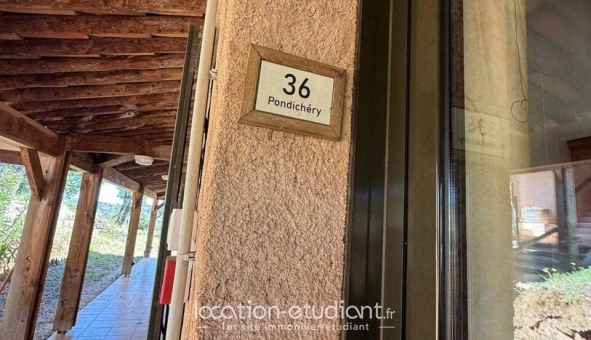 36
Pondichéry
location-etudiant.fr
1er site immobilier étudiant